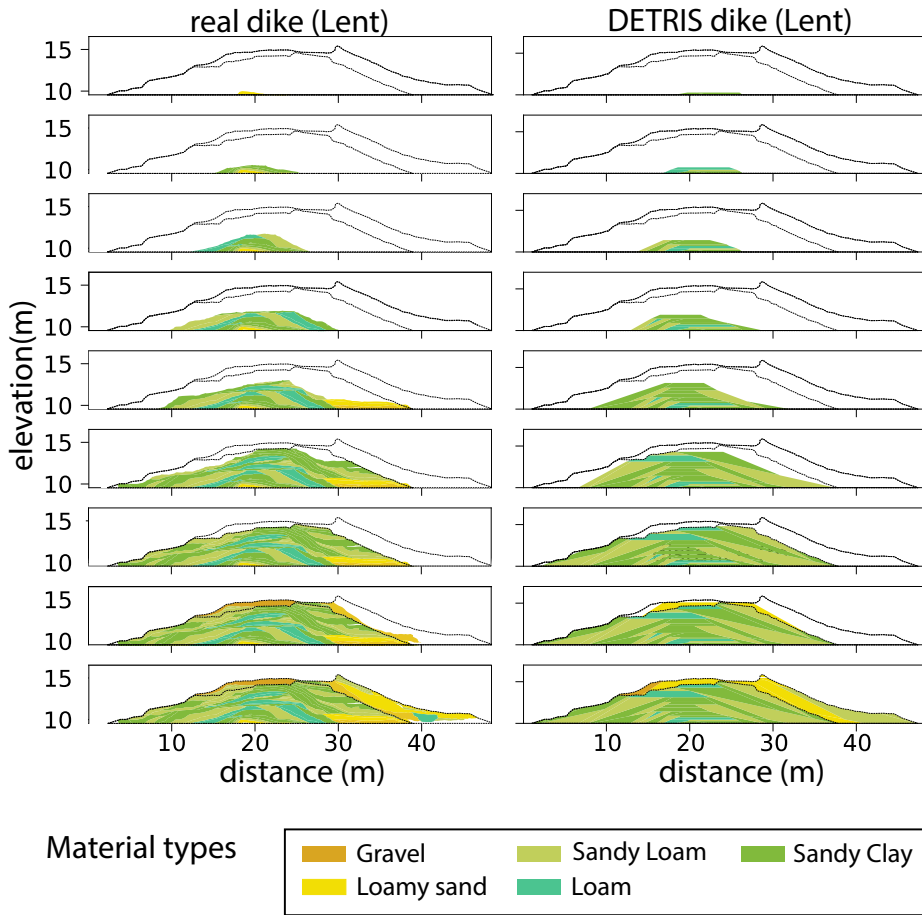 real dike (Lent) DETRIS dike (Lent)
15
10
15
10
15
10
15
10
15
10
15
10
15
10
15
10
15
10
elevation(m)
10 20 30 40 10 20 30 40
distance (m) distance (m)
Material types
Gravel Sandy Loam Sandy Clay
Loamy sand Loam